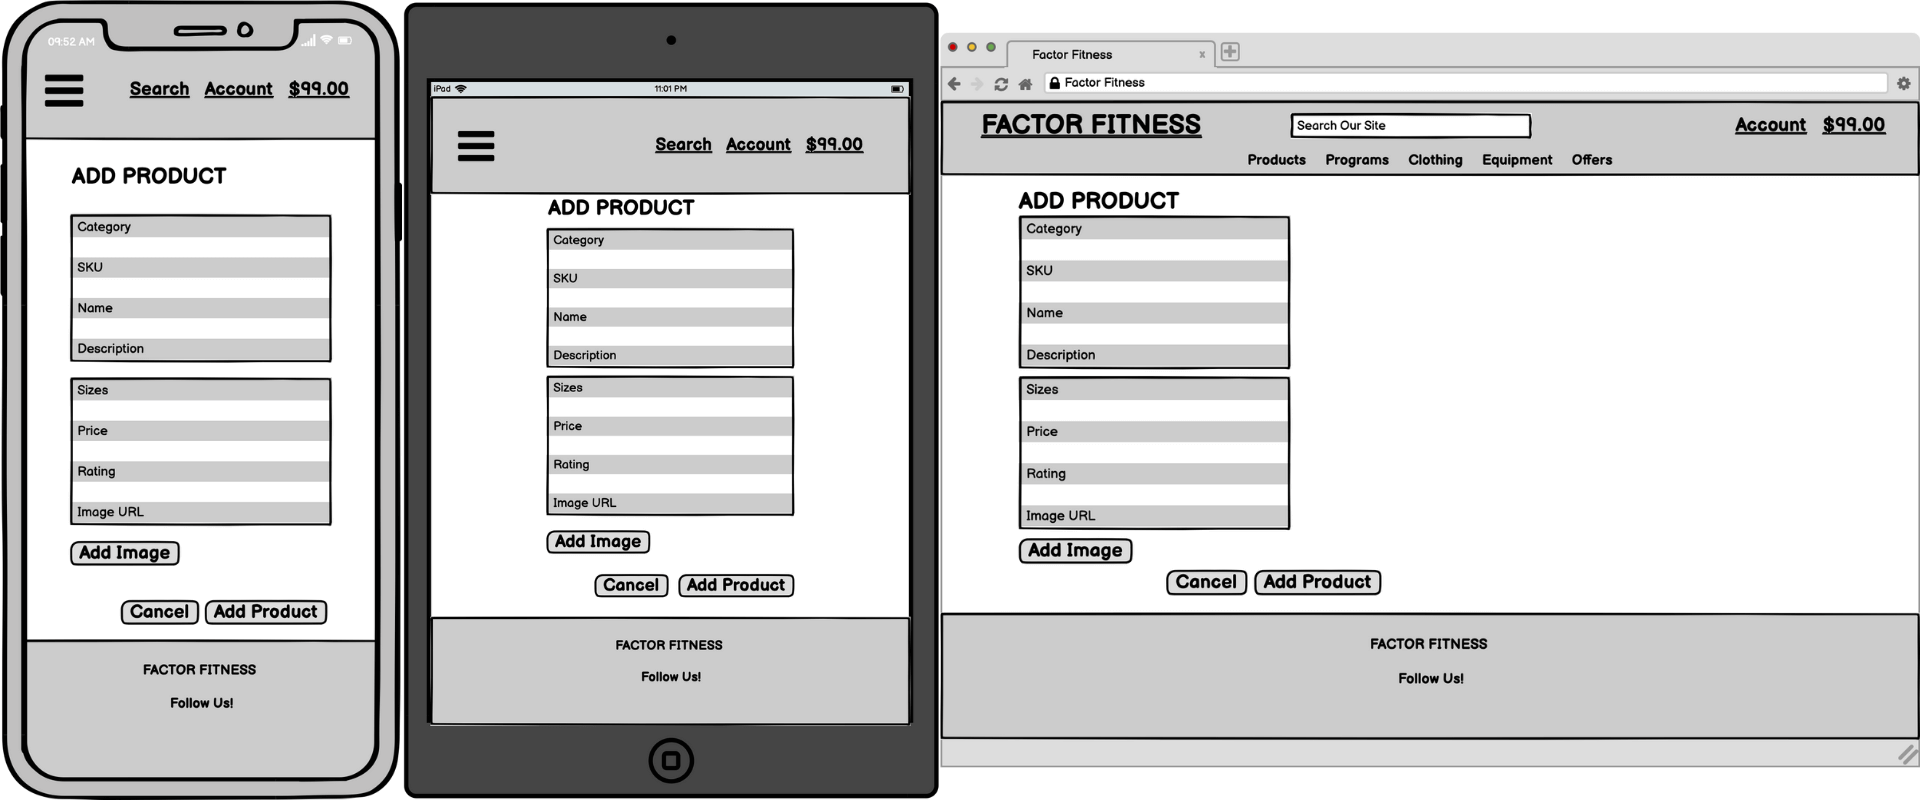 09:52 AM
Search Account $99.00
ADD PRODUCT
Category
SKU
Name
Description
Sizes
Price
Rating
Image URL
Add Image
Cancel Add Product
FACTOR FITNESS
Follow Us!
iPad 11:01 PM
Search Account $99.00
ADD PRODUCT
Category
SKU
Name
Description
Sizes
Price
Rating
Image URL
Add Image
Cancel Add Product
FACTOR FITNESS
Follow Us!
Factor Fitness x
Factor Fitness
FACTOR FITNESS Search Our Site Account $99.00
Products Programs Clothing Equipment Offers
ADD PRODUCT
Category
SKU
Name
Description
Sizes
Price
Rating
Image URL
Add Image
Cancel Add Product
FACTOR FITNESS
Follow Us!